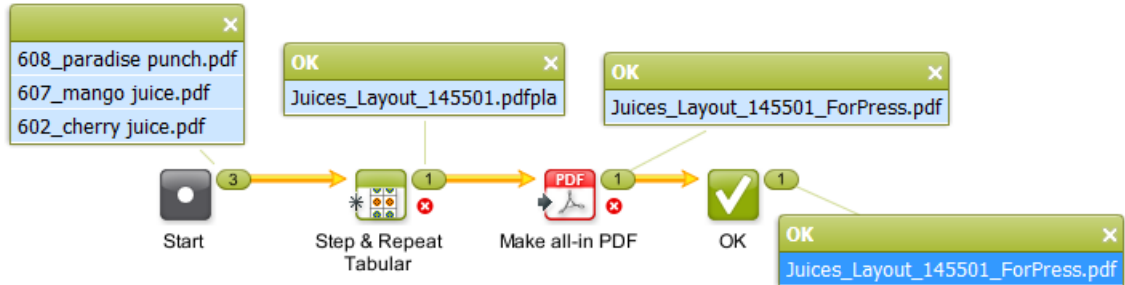 608_paradise punch.pdf
607_mango juice.pdf
602_cherry juice.pdf
OK
Juices_Layout_145501.pdfpla
OK
Juices_Layout_145501_ForPress.pdf
3
1
PDF
1
1
Start
Step & Repeat
Tabular
Make all-in PDF
OK
OK
Juices_Layout_145501_ForPress.pdf